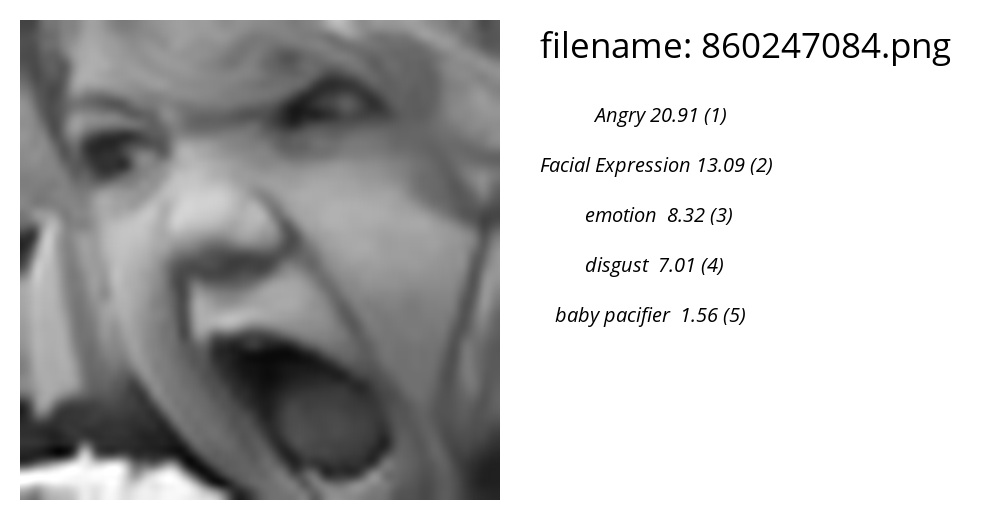 filename: 860247084.png
Angry 20.91 (1)
Facial Expression 13.09 (2)
emotion 8.32 (3)
disgust 7.01 (4)
baby pacifier 1.56 (5)